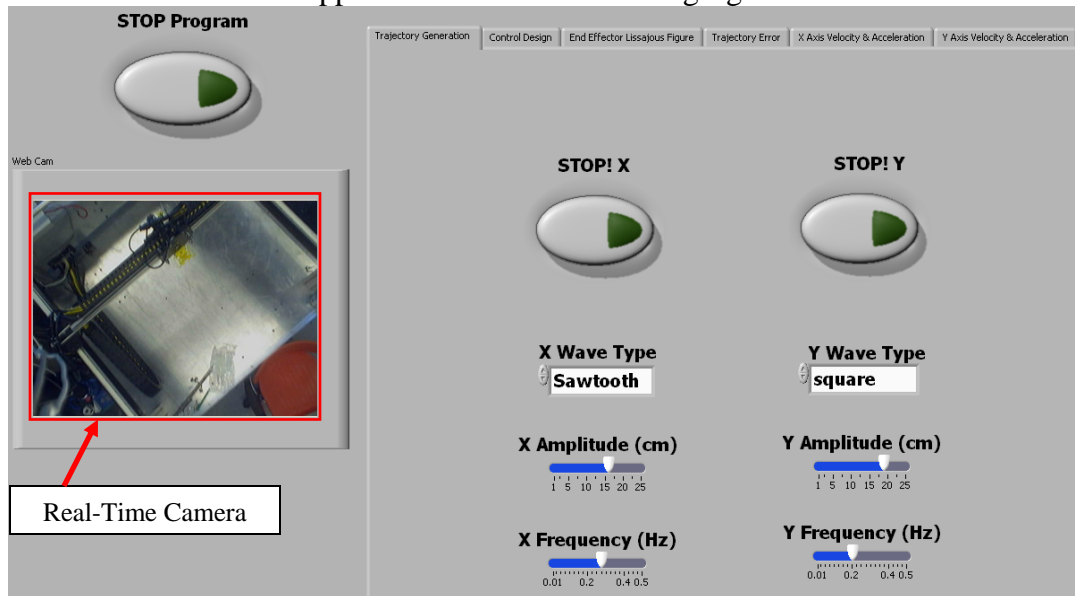 STOP Program
Trajectory Generation Control Design End Effector Lissajous Figure Trajectory Error X Axis Velocity & Acceleration Y Axis Velocity & Acceleration
Web Cam
STOP! X STOP! Y
X Wave Type Y Wave Type
Sawtooth square
X Amplitude (cm) Y Amplitude (cm)
1 5 10 15 20 25 1 5 10 15 20 25
Real-Time Camera
X Frequency (Hz) Y Frequency (Hz)
0.01 0.2 0.4 0.5 0.01 0.2 0.4 0.5